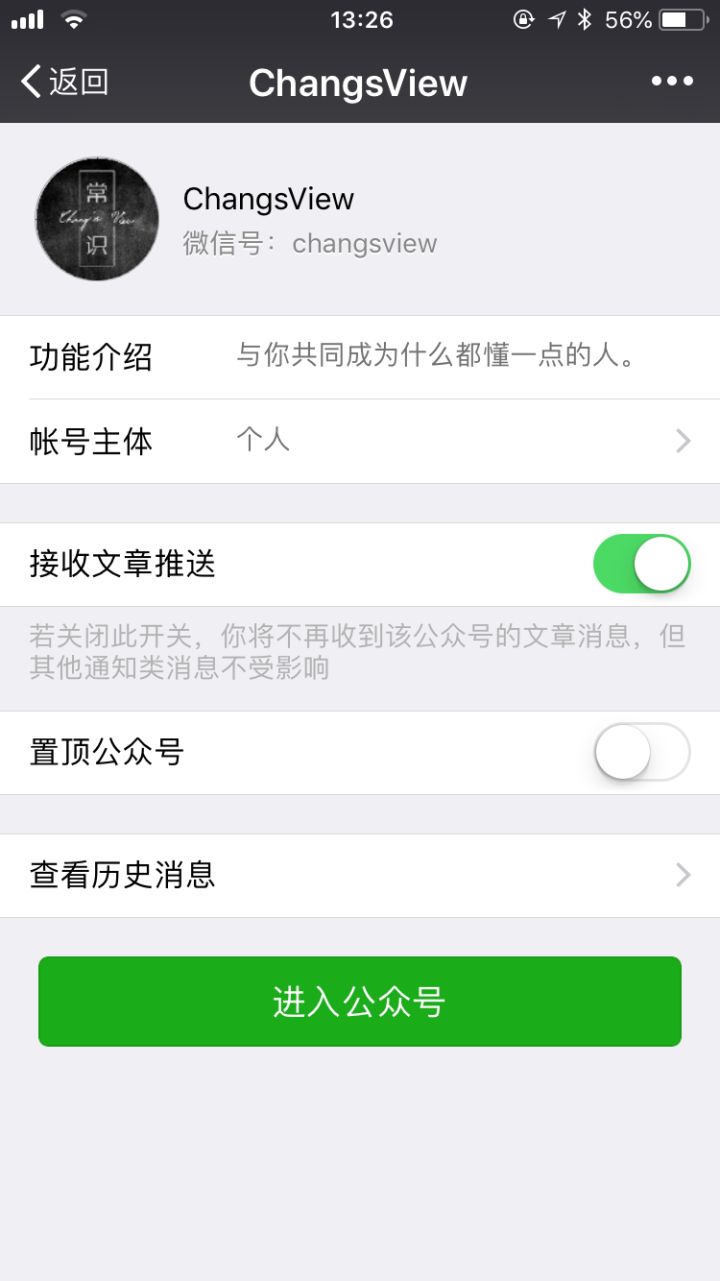 13:26
56%
返回
ChangsView
常
Chang's View
识
ChangsView
微信号：changsview
功能介绍 与你共同成为什么都懂一点的人。
帐号主体 个人
接收文章推送
若关闭此开关，你将不再收到该公众号的文章消息，但
其他通知类消息不受影响
置顶公众号
查看历史消息
进入公众号